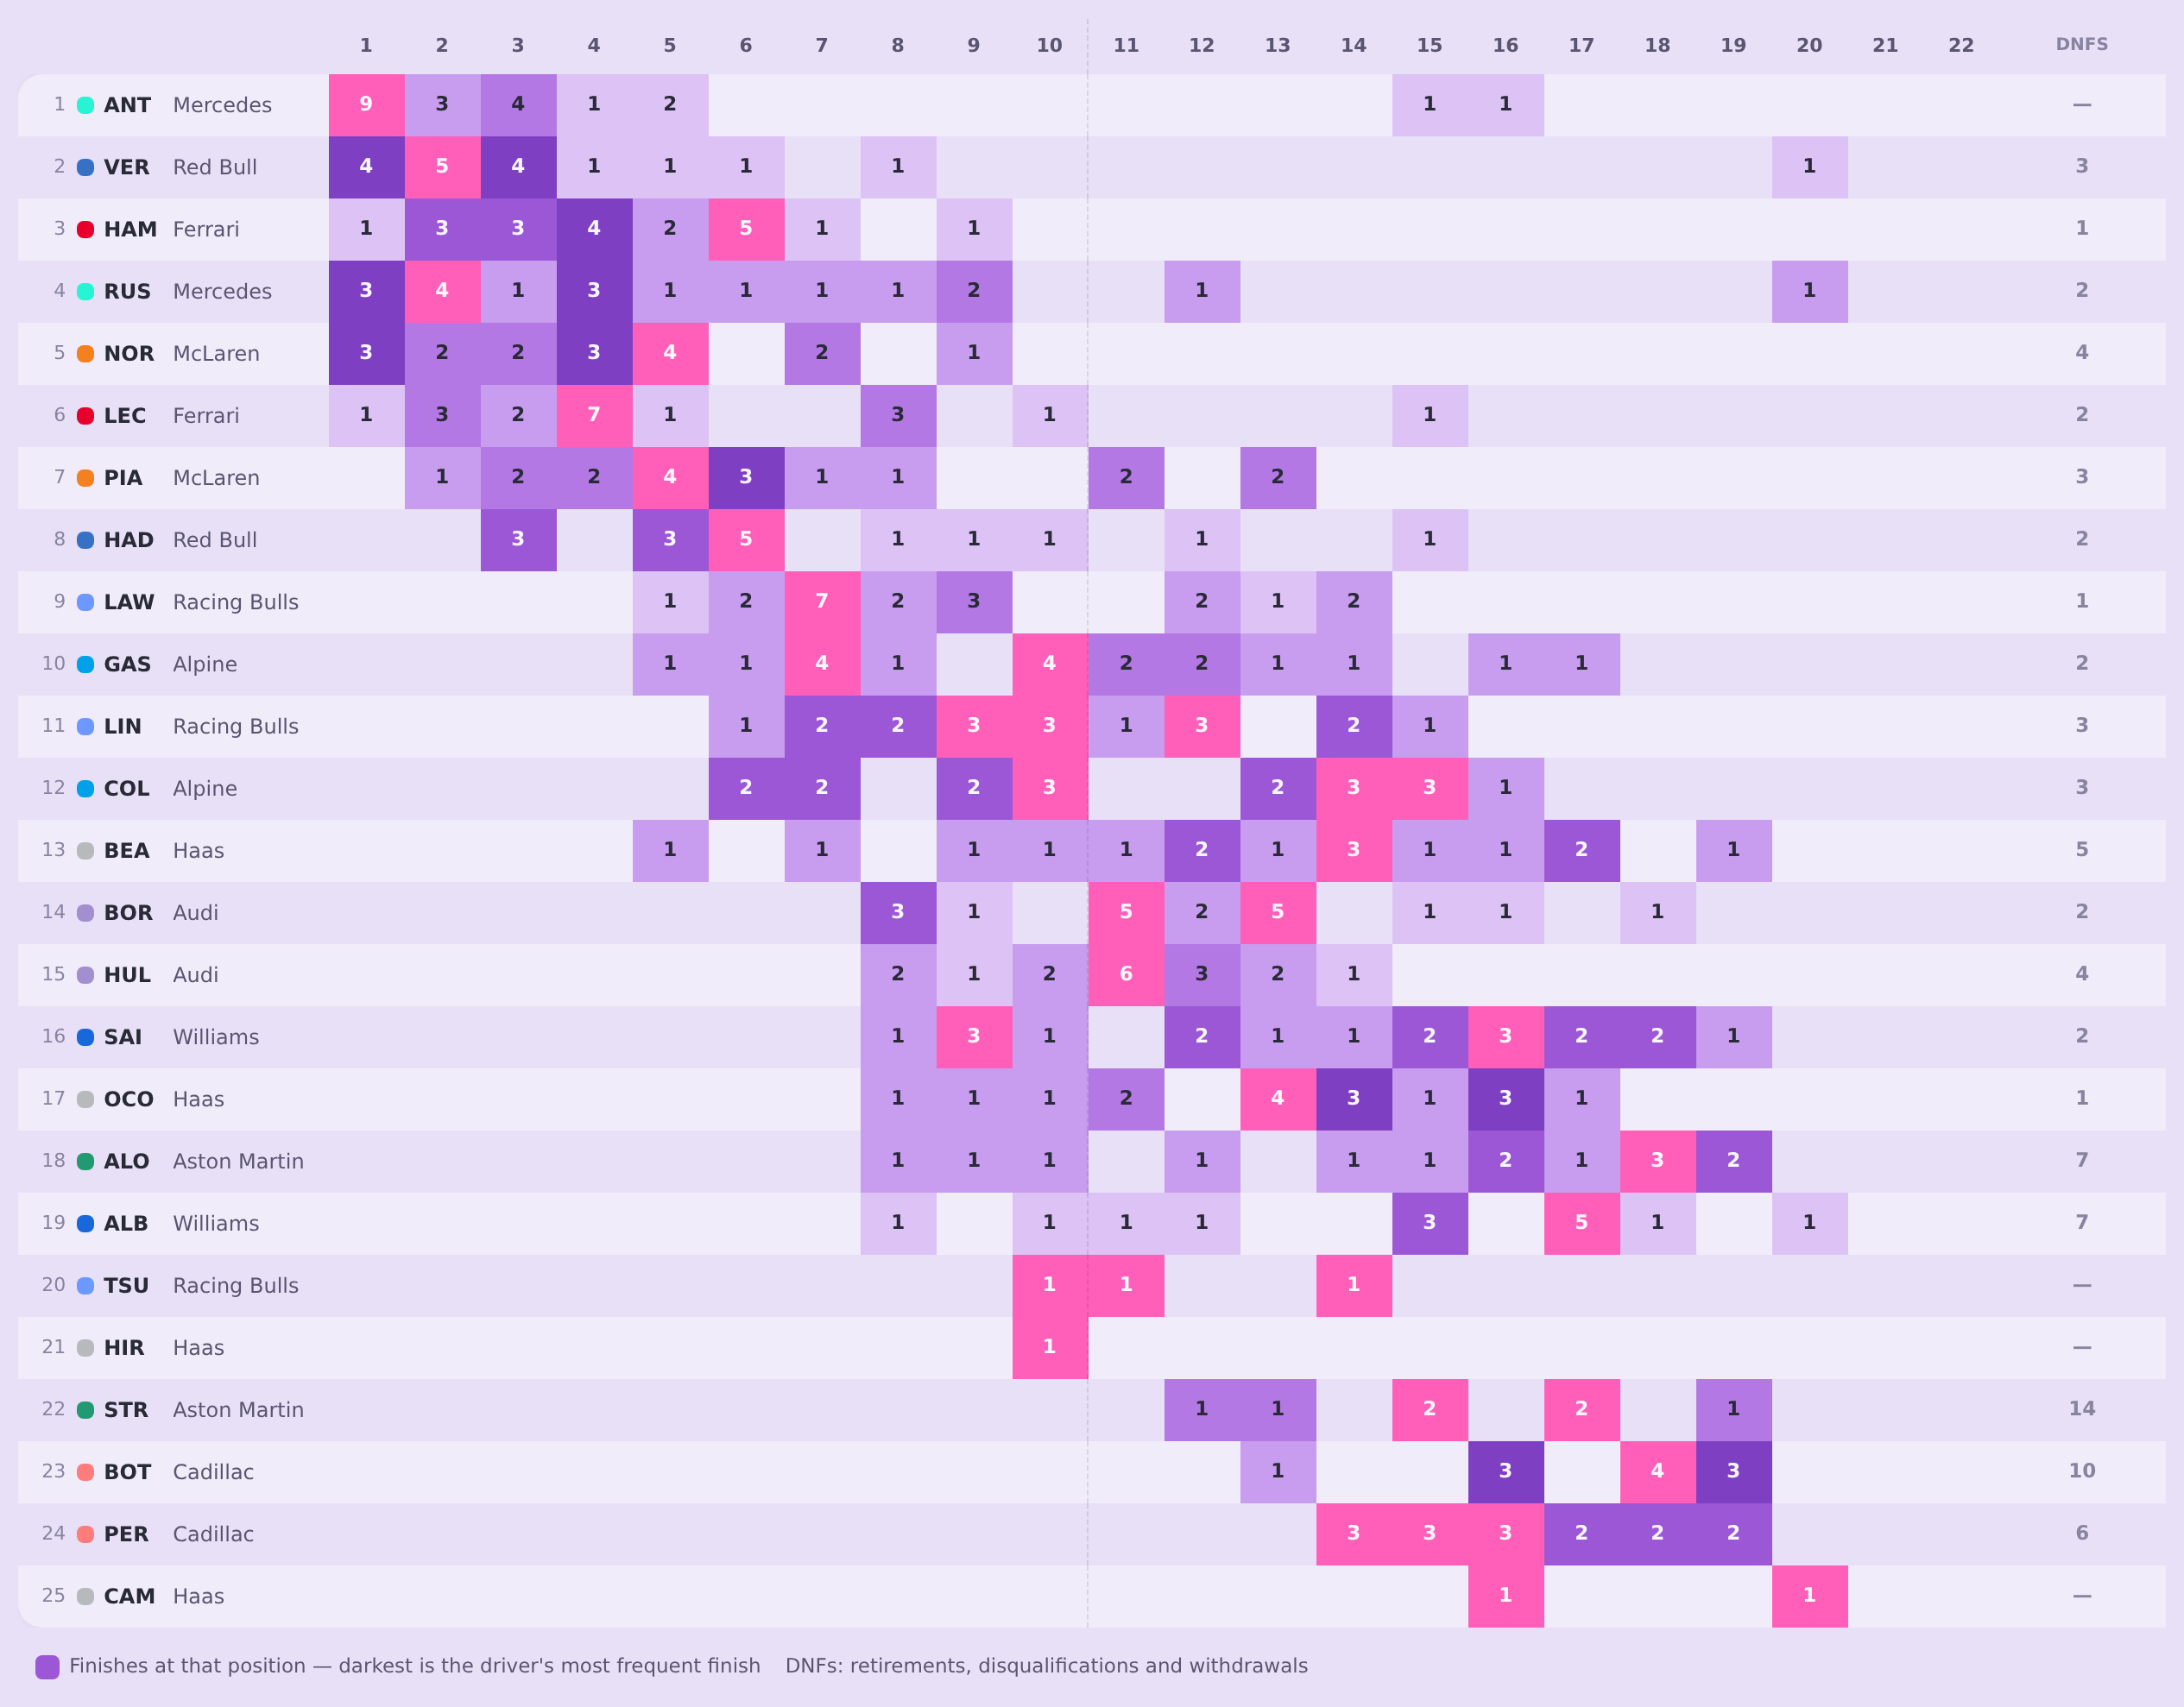 1 2 3 4 5 6 7 8 9 10 11 12 13 14 15 16 17 18 19 20 21 22 DNFS
1 ANT Mercedes 9 3 4 1 2 1 1 —
2 VER Red Bull 4 5 4 1 1 1 1 1 3
3 HAM Ferrari 1 3 3 4 2 5 1 1 1
4 RUS Mercedes 3 4 1 3 1 1 1 1 2 1 1 2
5 NOR McLaren 3 2 2 3 4 2 1 4
6 LEC Ferrari 1 3 2 7 1 3 1 1 2
7 PIA McLaren 1 2 2 4 3 1 1 2 2 3
8 HAD Red Bull 3 3 5 1 1 1 1 1 2
9 LAW Racing Bulls 1 2 7 2 3 2 1 2 1
10 GAS Alpine 1 1 4 1 4 2 2 1 1 1 1 2
11 LIN Racing Bulls 1 2 2 3 3 1 3 2 1 3
12 COL Alpine 2 2 2 3 2 3 3 1 3
13 BEA Haas 1 1 1 1 1 2 1 3 1 1 2 1 5
14 BOR Audi 3 1 5 2 5 1 1 1 2
15 HUL Audi 2 1 2 6 3 2 1 4
16 SAI Williams 1 3 1 2 1 1 2 3 2 2 1 2
17 OCO Haas 1 1 1 2 4 3 1 3 1 1
18 ALO Aston Martin 1 1 1 1 1 1 2 1 3 2 7
19 ALB Williams 1 1 1 1 3 5 1 1 7
20 TSU Racing Bulls 1 1 1 —
21 HIR Haas 1 —
22 STR Aston Martin 1 1 2 2 1 14
23 BOT Cadillac 1 3 4 3 10
24 PER Cadillac 3 3 3 2 2 2 6
25 CAM Haas 1 1 —
Finishes at that position — darkest is the driver's most frequent finish DNFs: retirements, disqualifications and withdrawals